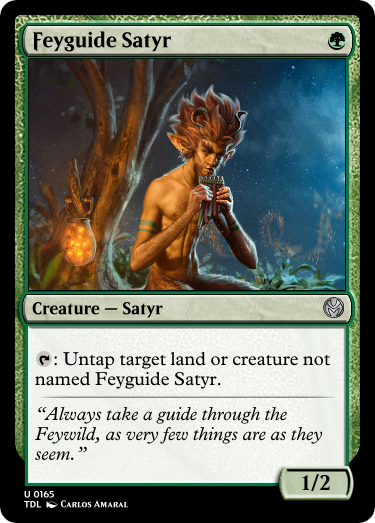 Feyguide Satyr
Creature — Satyr
: Untap target land or creature not
named Feyguide Satyr.
“Always take a guide through the
Feywild, as very few things are as they
seem.”
1/2
U 0165
TDL Carlos Amaral